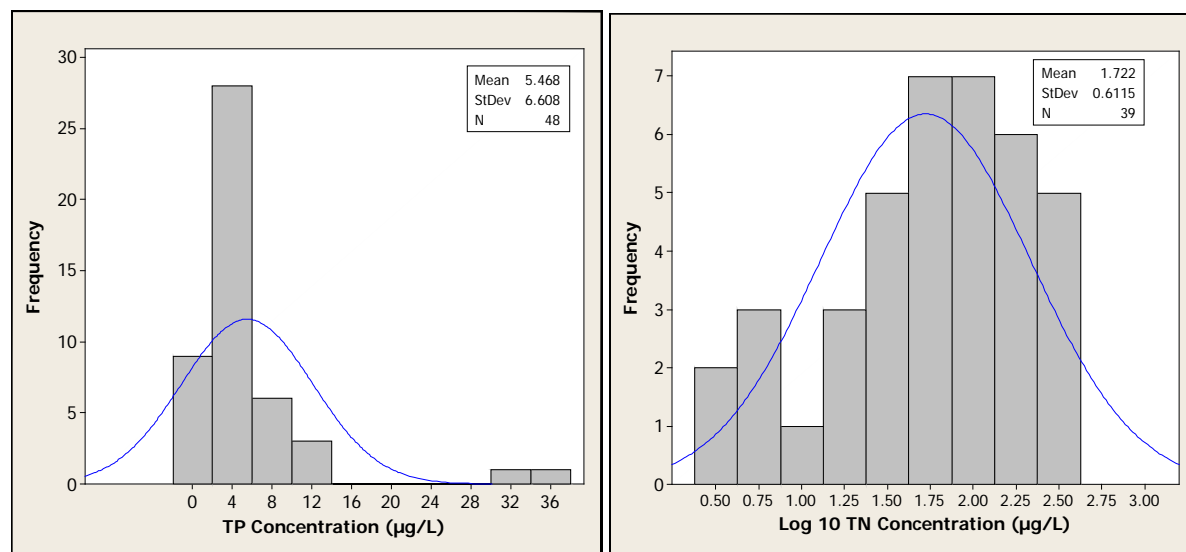 30
25
20
15
10
5
0
Frequency
Mean 5.468
StDev 6.608
N 48
0 4 8 12 16 20 24 28 32 36
TP Concentration (µg/L)
7
6
5
4
3
2
1
0
Frequency
Mean 1.722
StDev 0.6115
N 39
0.50 0.75 1.00 1.25 1.50 1.75 2.00 2.25 2.50 2.75 3.00
Log 10 TN Concentration (µg/L)